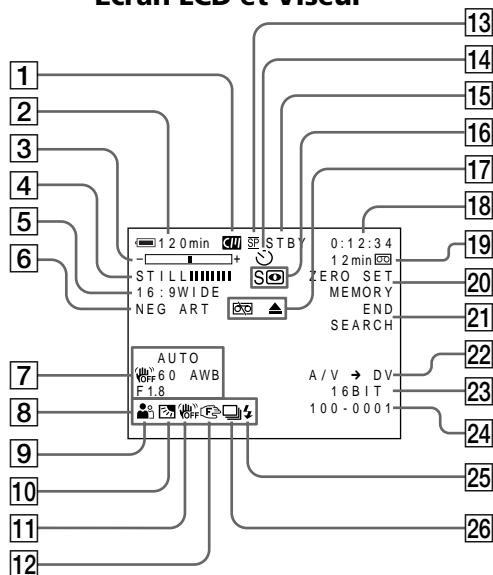 Ecran LCD et Viseur
1
2
3
4
5
6
7
8
9
10
11
12
13
14
15
16
17
18
19
20
21
22
23
24
25
26
120min SP STBY 0:12:34
- + 12min
STILL S ZERO SET
16:9WIDE MEMORY
NEG ART END
SEARCH
AUTO
OFF 60 AWB A/V → DV
F1.8 16BIT
OFF F 100-0001